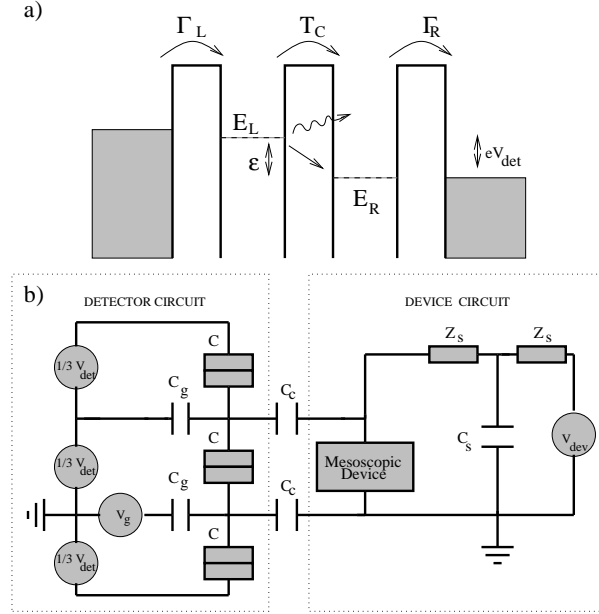 a)
Γ_L T_C Γ_R
E_L
ε
eV_det
E_R
b)
DETECTOR CIRCUIT DEVICE CIRCUIT
C Z_s Z_s
1/3 V_det
C_g C_c
C C_s V_dev
1/3 V_det
Mesoscopic
Device
C_g C_c
V_g
C
1/3 V_det